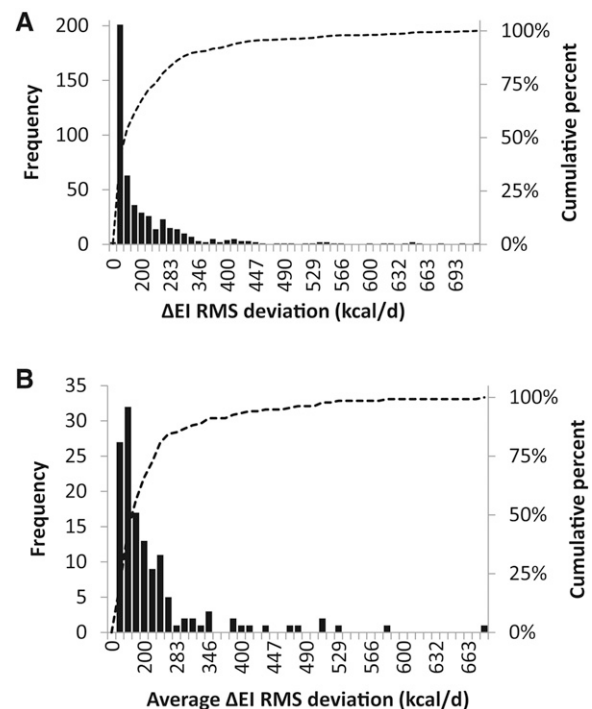 A
200
150
100
50
0
Frequency
100%
75%
50%
25%
0%
Cumulative percent
0 200 283 346 400 447 490 529 566 600 632 663 693
ΔEI RMS deviation (kcal/d)
B
35
30
25
20
15
10
5
0
Frequency
100%
75%
50%
25%
0%
Cumulative percent
0 200 283 346 400 447 490 529 566 600 632 663
Average ΔEI RMS deviation (kcal/d)